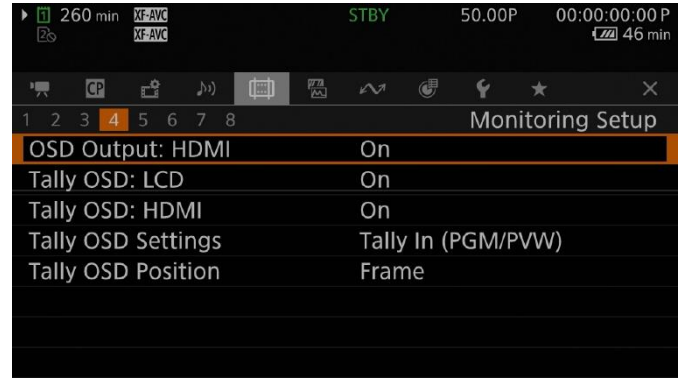 1 260 min XF-AVC STBY 50.00P 00:00:00:00 P
2 XF-AVC 46 min
CP
1 2 3 4 5 6 7 8 Monitoring Setup
OSD Output: HDMI On
Tally OSD: LCD On
Tally OSD: HDMI On
Tally OSD Settings Tally In (PGM/PVW)
Tally OSD Position Frame